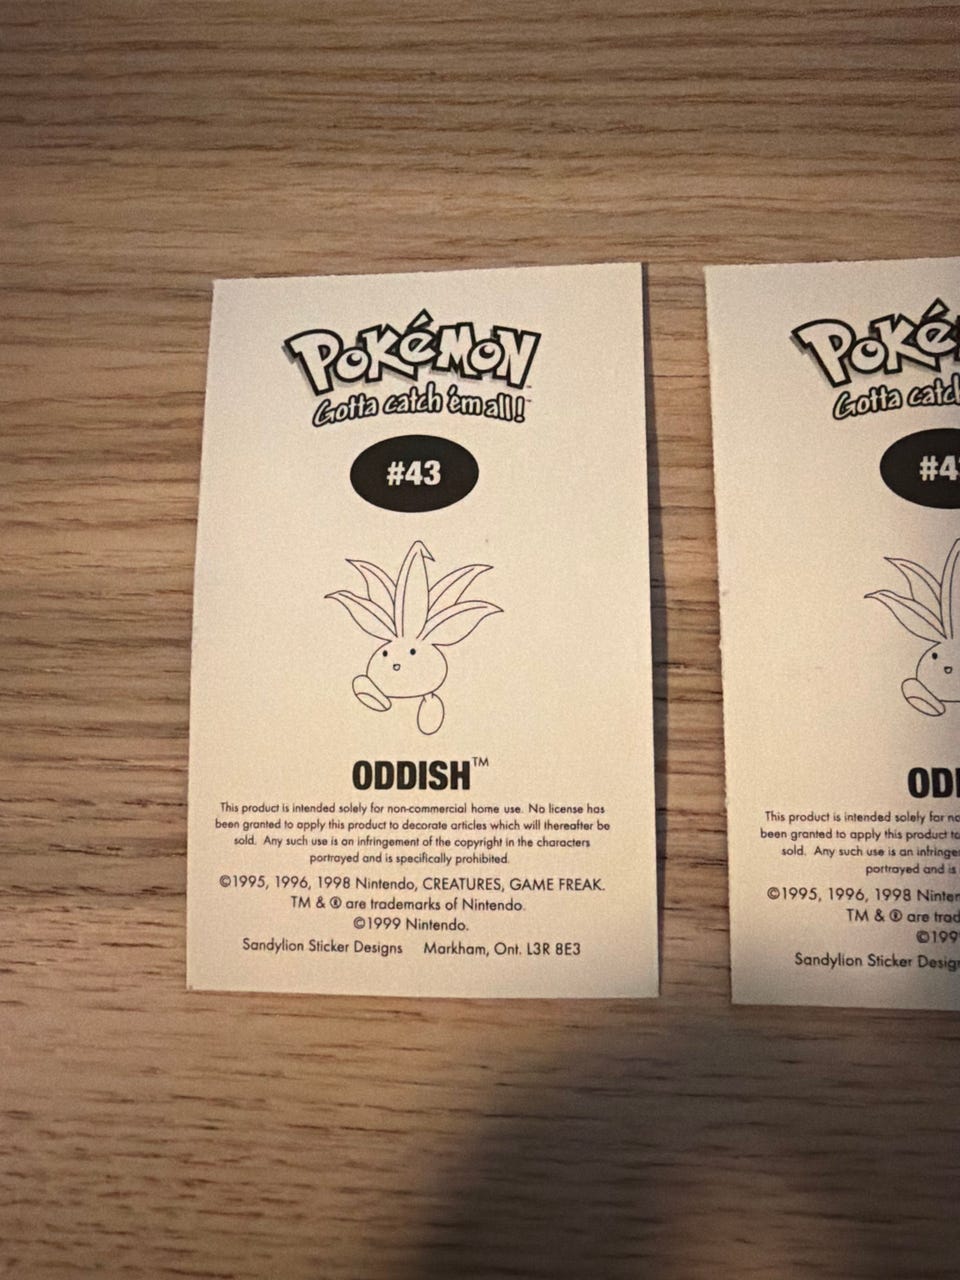 POKéMON
Gotta catch 'em all!™
#43
ODDISH™
This product is intended solely for non-commercial home use. No license has
been granted to apply this product to decorate articles which will thereafter be
sold. Any such use is an infringement of the copyright in the characters
portrayed and is specifically prohibited.
©1995, 1996, 1998 Nintendo, CREATURES, GAME FREAK.
TM & ® are trademarks of Nintendo.
©1999 Nintendo.
Sandylion Sticker Designs Markham, Ont. L3R 8E3
POKé
Gotta catch
#4
ODD
This product is intended solely for no
been granted to apply this product to
sold. Any such use is an infringe
portrayed and is
©1995, 1996, 1998 Ninten
TM & ® are trad
©199
Sandylion Sticker Desig